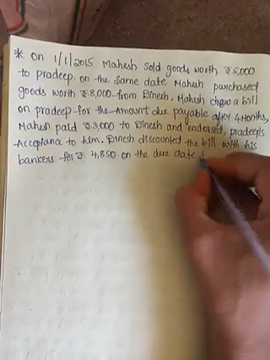 * On 1/1/2015 Mahesh Sold goods worth ₹5,000
to pradeep on the Same date Mahesh purchased
goods worth ₹8,000 from Dinesh, Mahesh drew a bill
on pradeep for the Amount due payable after 4 Months,
Mahesh paid ₹3,000 to Dinesh and endorsed, pradeep's
Acceptance to him. Dinesh discounted the bill with his
bankers for ₹ 4,850 on the due date